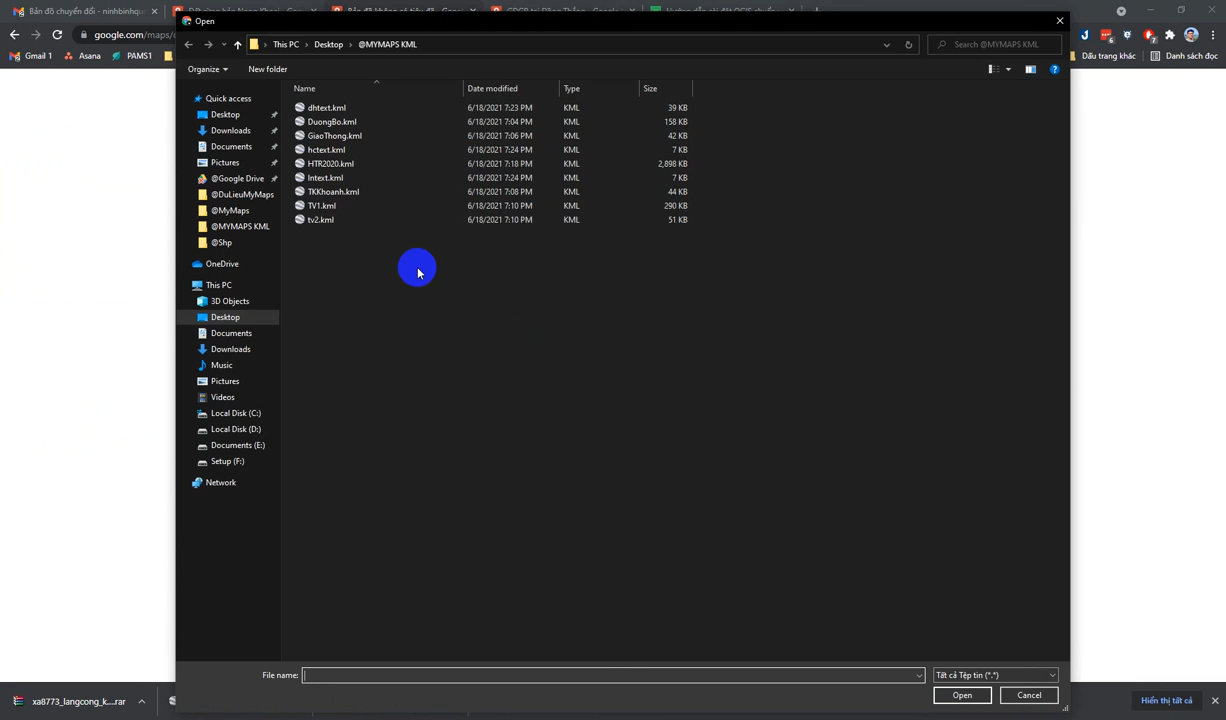 Bản đồ chuyển đổi - ninhbinhqu
Open
google.com/maps/
This PC > Desktop > @MYMAPS KML
Search @MYMAPS KML
Gmail 1
Asana
PAMS1
Dấu trang khác
Danh sách đọc
Organize
New folder
Name
Date modified
Type
Size
Quick access
Desktop
Downloads
Documents
Pictures
@Google Drive
@DuLieuMyMaps
@MyMaps
@MYMAPS KML
@Shp
OneDrive
This PC
3D Objects
Desktop
Documents
Downloads
Music
Pictures
Videos
Local Disk (C:)
Local Disk (D:)
Documents (E:)
Setup (F:)
Network
dhtext.kml 6/18/2021 7:23 PM KML 39 KB
DuongBo.kml 6/18/2021 7:04 PM KML 158 KB
GiaoThong.kml 6/18/2021 7:06 PM KML 42 KB
hctext.kml 6/18/2021 7:24 PM KML 7 KB
HTR2020.kml 6/18/2021 7:18 PM KML 2,898 KB
lntext.kml 6/18/2021 7:24 PM KML 7 KB
TKKhoanh.kml 6/18/2021 7:08 PM KML 44 KB
TV1.kml 6/18/2021 7:10 PM KML 290 KB
tv2.kml 6/18/2021 7:10 PM KML 51 KB
File name:
Tất cả Tệp tin (*.*)
Open
Cancel
xa8773_langcong_k....rar
Hiển thị tất cả